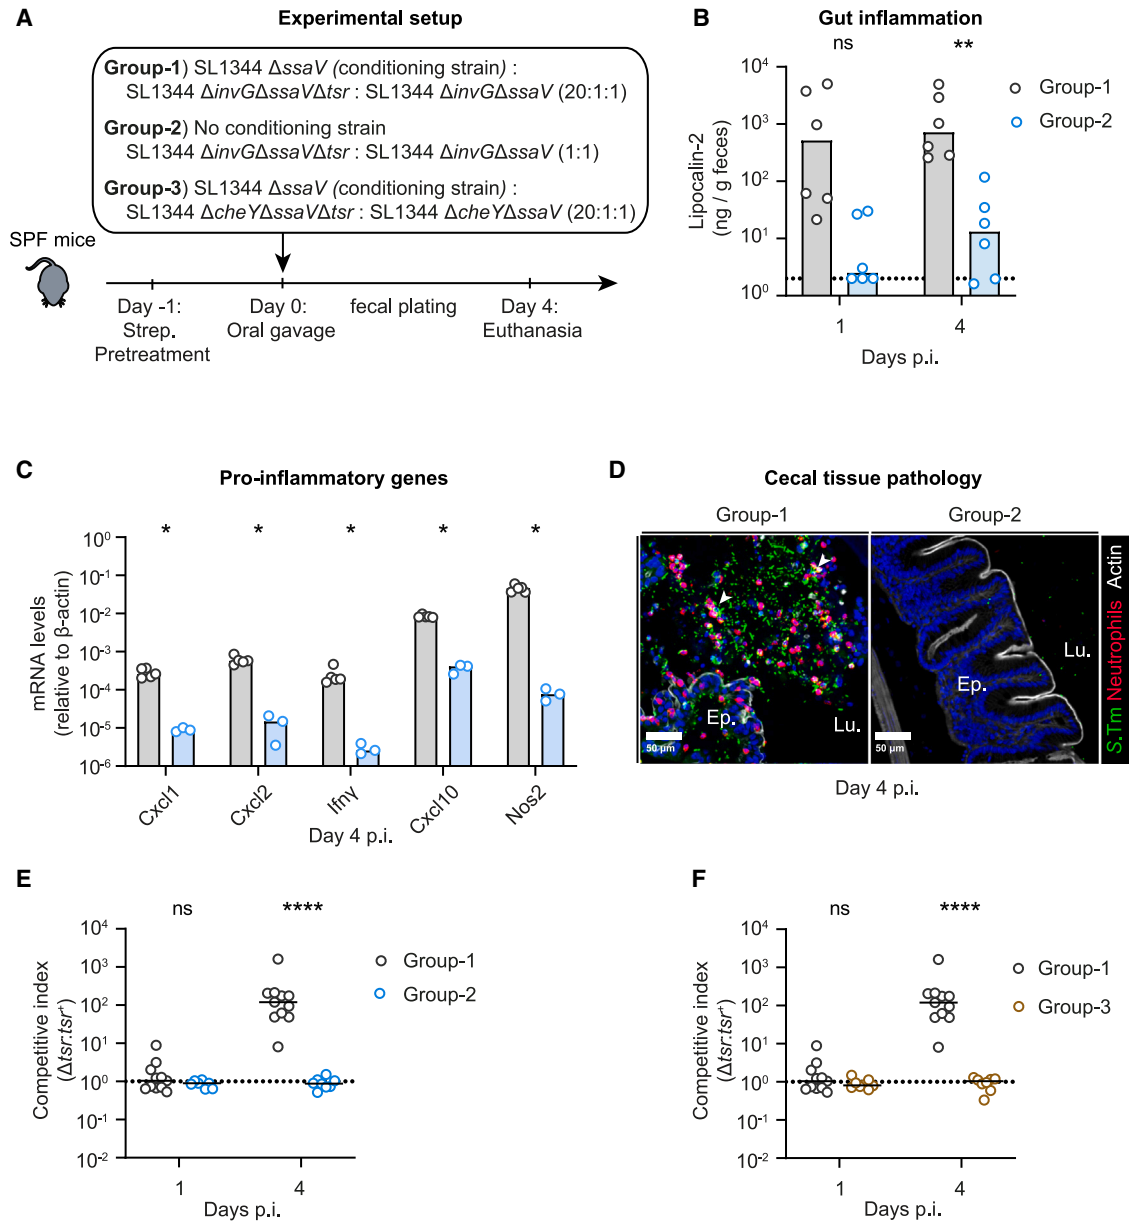 A
Experimental setup
Group-1) SL1344 ΔssaV (conditioning strain) :
SL1344 ΔinvGΔssaVΔtsr : SL1344 ΔinvGΔssaV (20:1:1)
Group-2) No conditioning strain
SL1344 ΔinvGΔssaVΔtsr : SL1344 ΔinvGΔssaV (1:1)
Group-3) SL1344 ΔssaV (conditioning strain) :
SL1344 ΔcheYΔssaVΔtsr : SL1344 ΔcheYΔssaV (20:1:1)
SPF mice
Day -1:
Strep.
Pretreatment
Day 0:
Oral gavage
fecal plating
Day 4:
Euthanasia
B
Gut inflammation
ns
**
Lipocalin-2
(ng / g feces)
10⁴
10³
10²
10¹
10⁰
1
4
Days p.i.
Group-1
Group-2
C
Pro-inflammatory genes
*
*
*
*
*
mRNA levels
(relative to β-actin)
10⁰
10⁻¹
10⁻²
10⁻³
10⁻⁴
10⁻⁵
10⁻⁶
Cxcl1
Cxcl2
Ifnγ
Cxcl10
Nos2
Day 4 p.i.
D
Cecal tissue pathology
Group-1
Group-2
Ep.
Lu.
50 µm
Ep.
Lu.
50 µm
S.Tm Neutrophils Actin
Day 4 p.i.
E
ns
****
Competitive index
(Δtsr:tsr⁺)
10⁴
10³
10²
10¹
10⁰
10⁻¹
10⁻²
1
4
Days p.i.
Group-1
Group-2
F
ns
****
Competitive index
(Δtsr:tsr⁺)
10⁴
10³
10²
10¹
10⁰
10⁻¹
10⁻²
1
4
Days p.i.
Group-1
Group-3